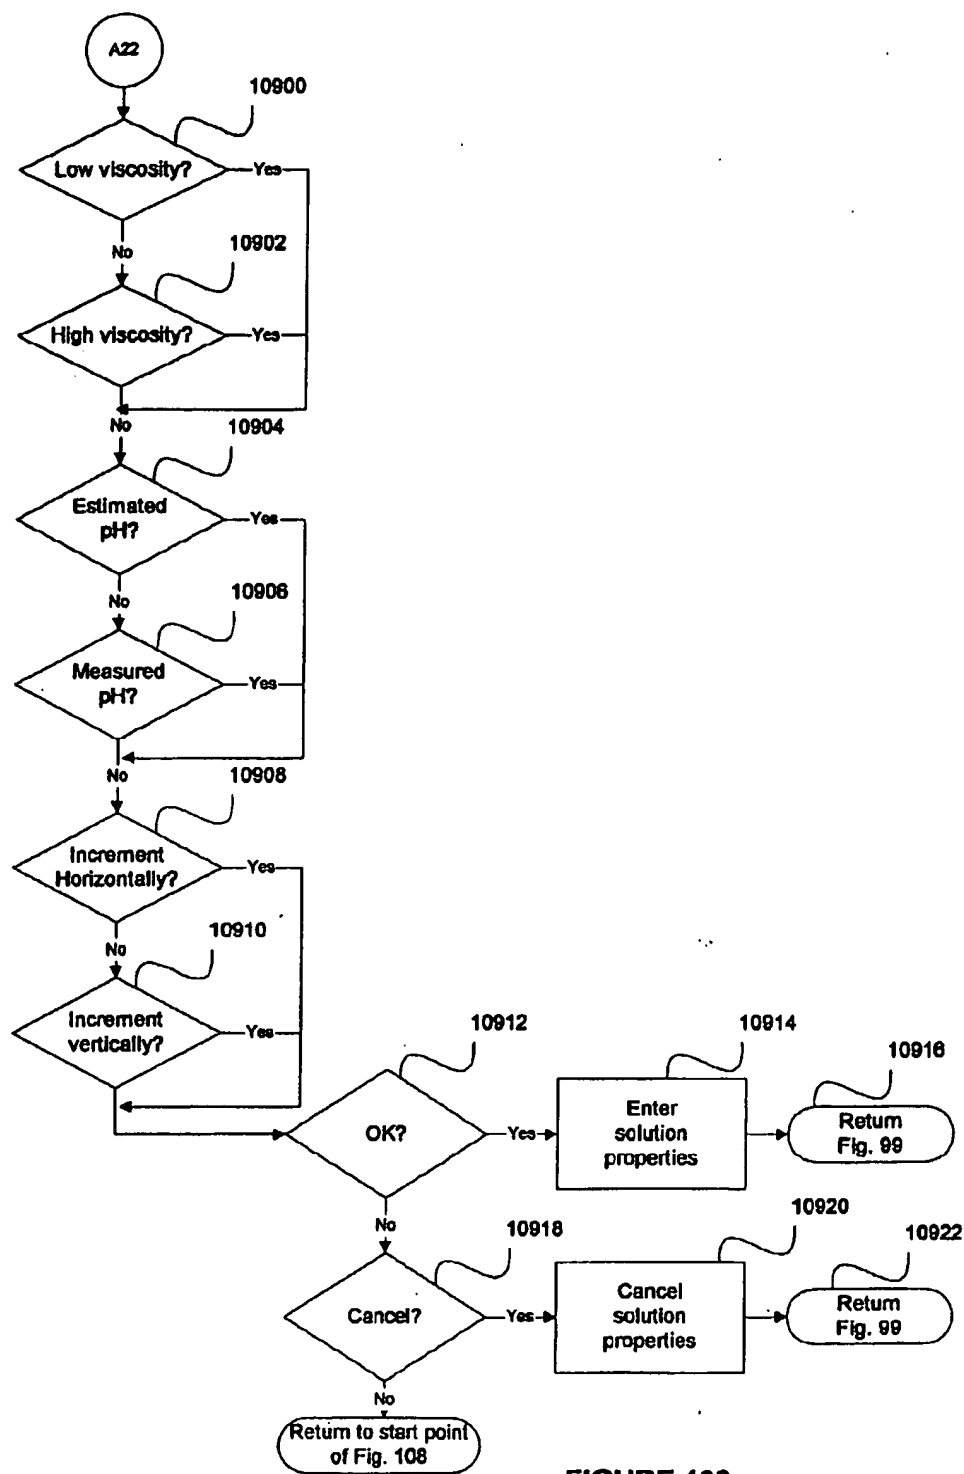 A22
10900
Low viscosity?
Yes
No
10902
High viscosity?
Yes
No
10904
Estimated
pH?
Yes
No
10906
Measured
pH?
Yes
No
10908
Increment
Horizontally?
Yes
No
10910
Increment
vertically?
Yes
10912
OK?
Yes
10914
Enter
solution
properties
10916
Return
Fig. 99
No
10918
Cancel?
Yes
10920
Cancel
solution
properties
10922
Return
Fig. 99
No
Return to start point
of Fig. 108
FIGURE